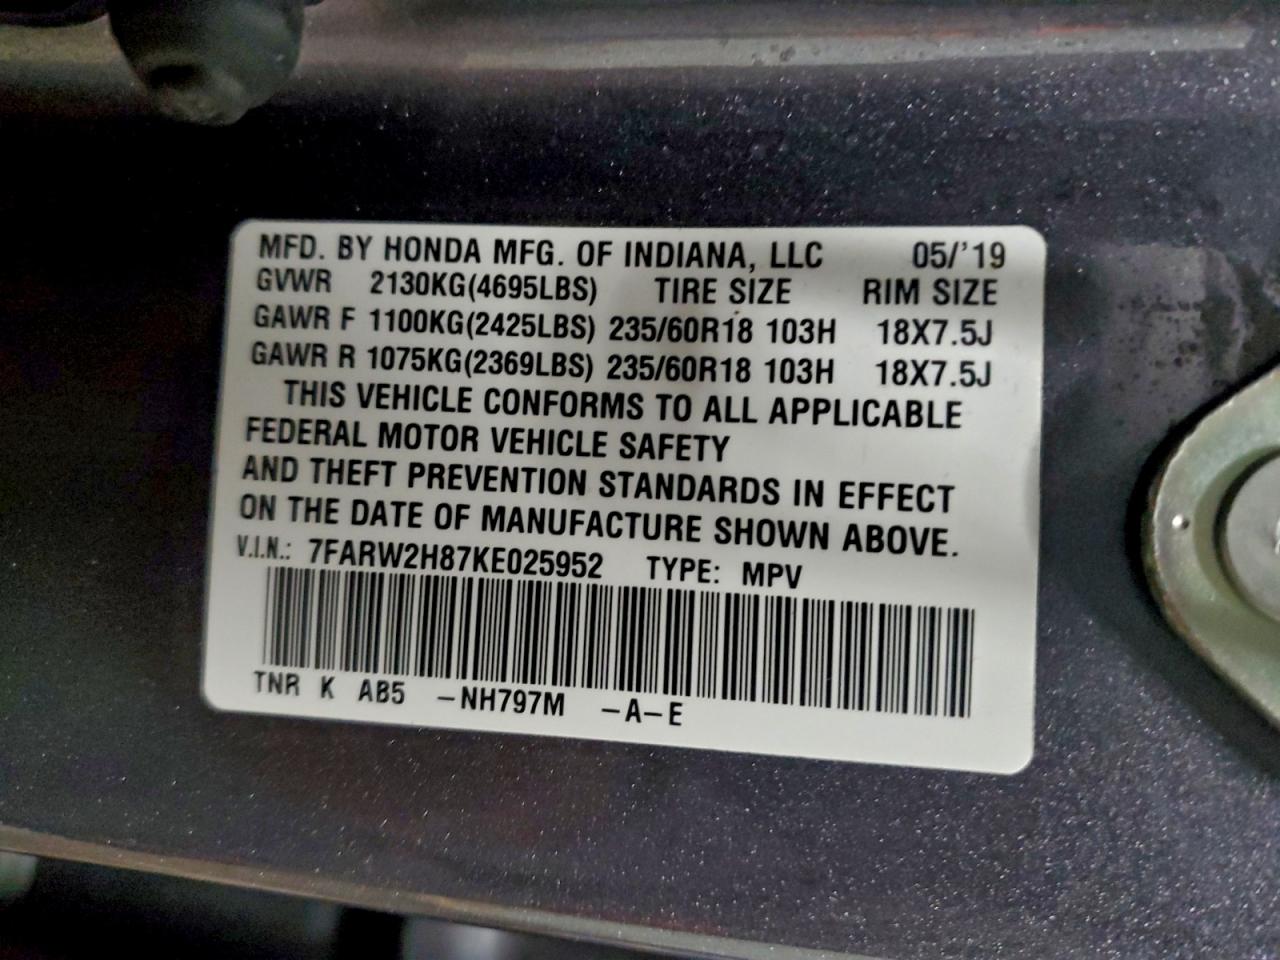 MFD. BY HONDA MFG. OF INDIANA, LLC 05/'19
GVWR 2130KG(4695LBS) TIRE SIZE RIM SIZE
GAWR F 1100KG(2425LBS) 235/60R18 103H 18X7.5J
GAWR R 1075KG(2369LBS) 235/60R18 103H 18X7.5J
THIS VEHICLE CONFORMS TO ALL APPLICABLE
FEDERAL MOTOR VEHICLE SAFETY
AND THEFT PREVENTION STANDARDS IN EFFECT
ON THE DATE OF MANUFACTURE SHOWN ABOVE.
V.I.N.: 7FARW2H87KE025952 TYPE: MPV
TNR K AB5 -NH797M -A-E